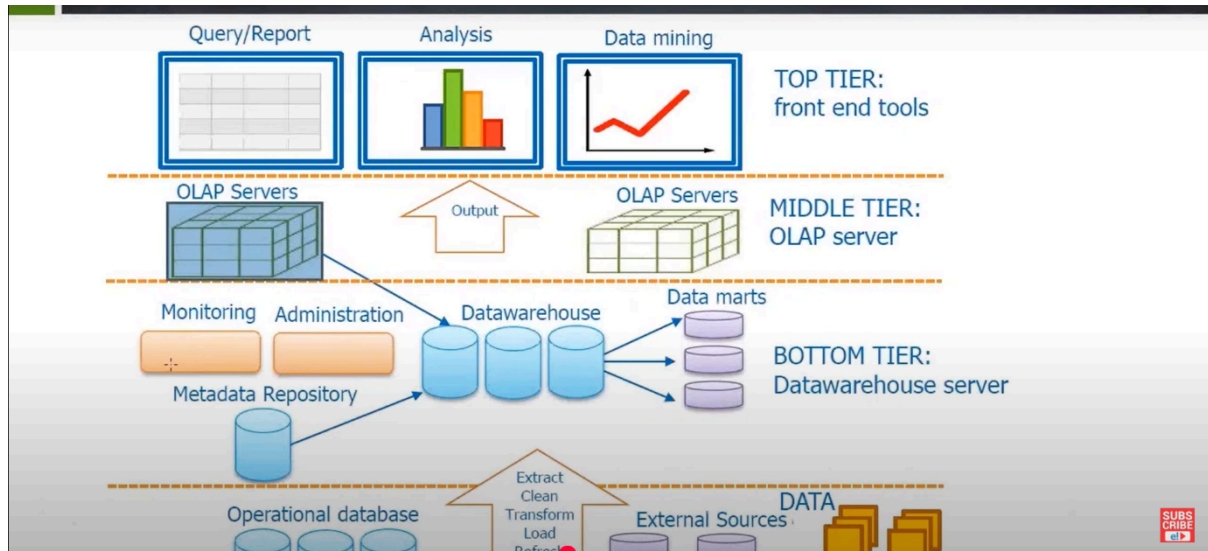 Query/Report
Analysis
Data mining
TOP TIER:
front end tools
OLAP Servers
Output
OLAP Servers
MIDDLE TIER:
OLAP server
Monitoring
Administration
Datawarehouse
Data marts
BOTTOM TIER:
Datawarehouse server
Metadata Repository
Extract
Clean
Transform
Load
Refresh
Operational database
External Sources
DATA
SUBS
CRIBE
e!